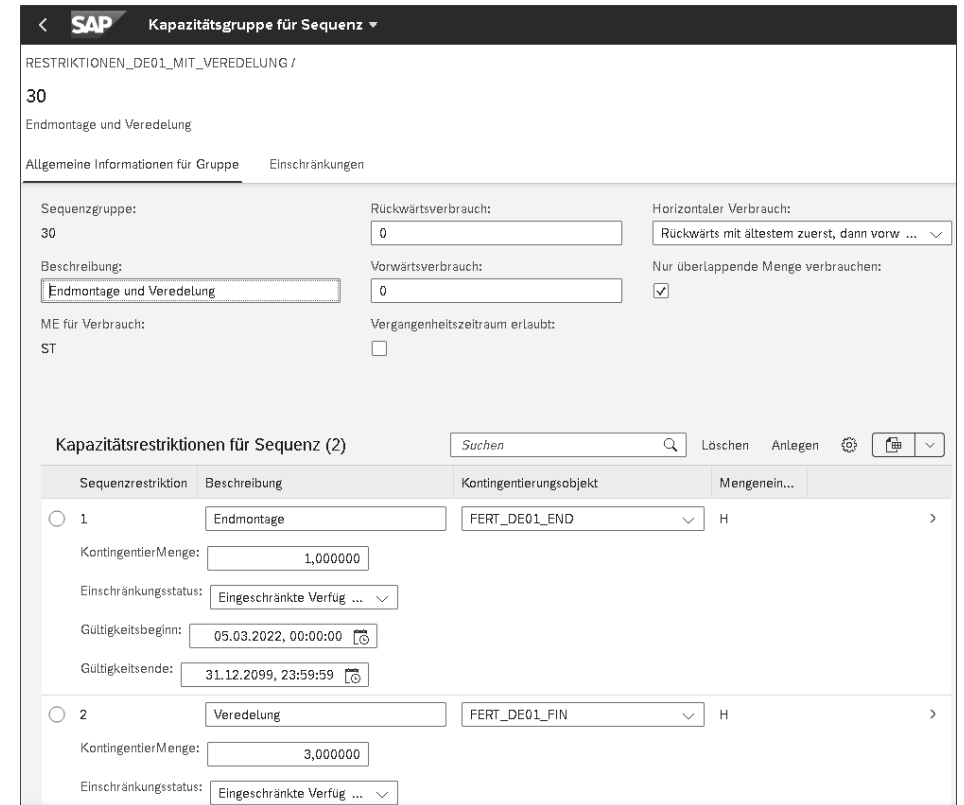 SAP Kapazitätsgruppe für Sequenz
RESTRIKTIONEN_DE01_MIT_VEREDELUNG /
30
Endmontage und Veredelung
Allgemeine Informationen für Gruppe Einschränkungen
Sequenzgruppe: Rückwärtsverbrauch: Horizontaler Verbrauch:
30 0 Rückwärts mit ältestem zuerst, dann vorw ...
Beschreibung: Vorwärtsverbrauch: Nur überlappende Menge verbrauchen:
Endmontage und Veredelung 0
ME für Verbrauch: Vergangenheitszeitraum erlaubt:
ST
Kapazitätsrestriktionen für Sequenz (2) Suchen Löschen Anlegen
Sequenzrestriktion Beschreibung Kontingentierungsobjekt Mengenein...
1 Endmontage FERT_DE01_END H
KontingentierMenge: 1,000000
Einschränkungsstatus: Eingeschränkte Verfüg ...
Gültigkeitsbeginn: 05.03.2022, 00:00:00
Gültigkeitsende: 31.12.2099, 23:59:59
2 Veredelung FERT_DE01_FIN H
KontingentierMenge: 3,000000
Einschränkungsstatus: Eingeschränkte Verfüg ...